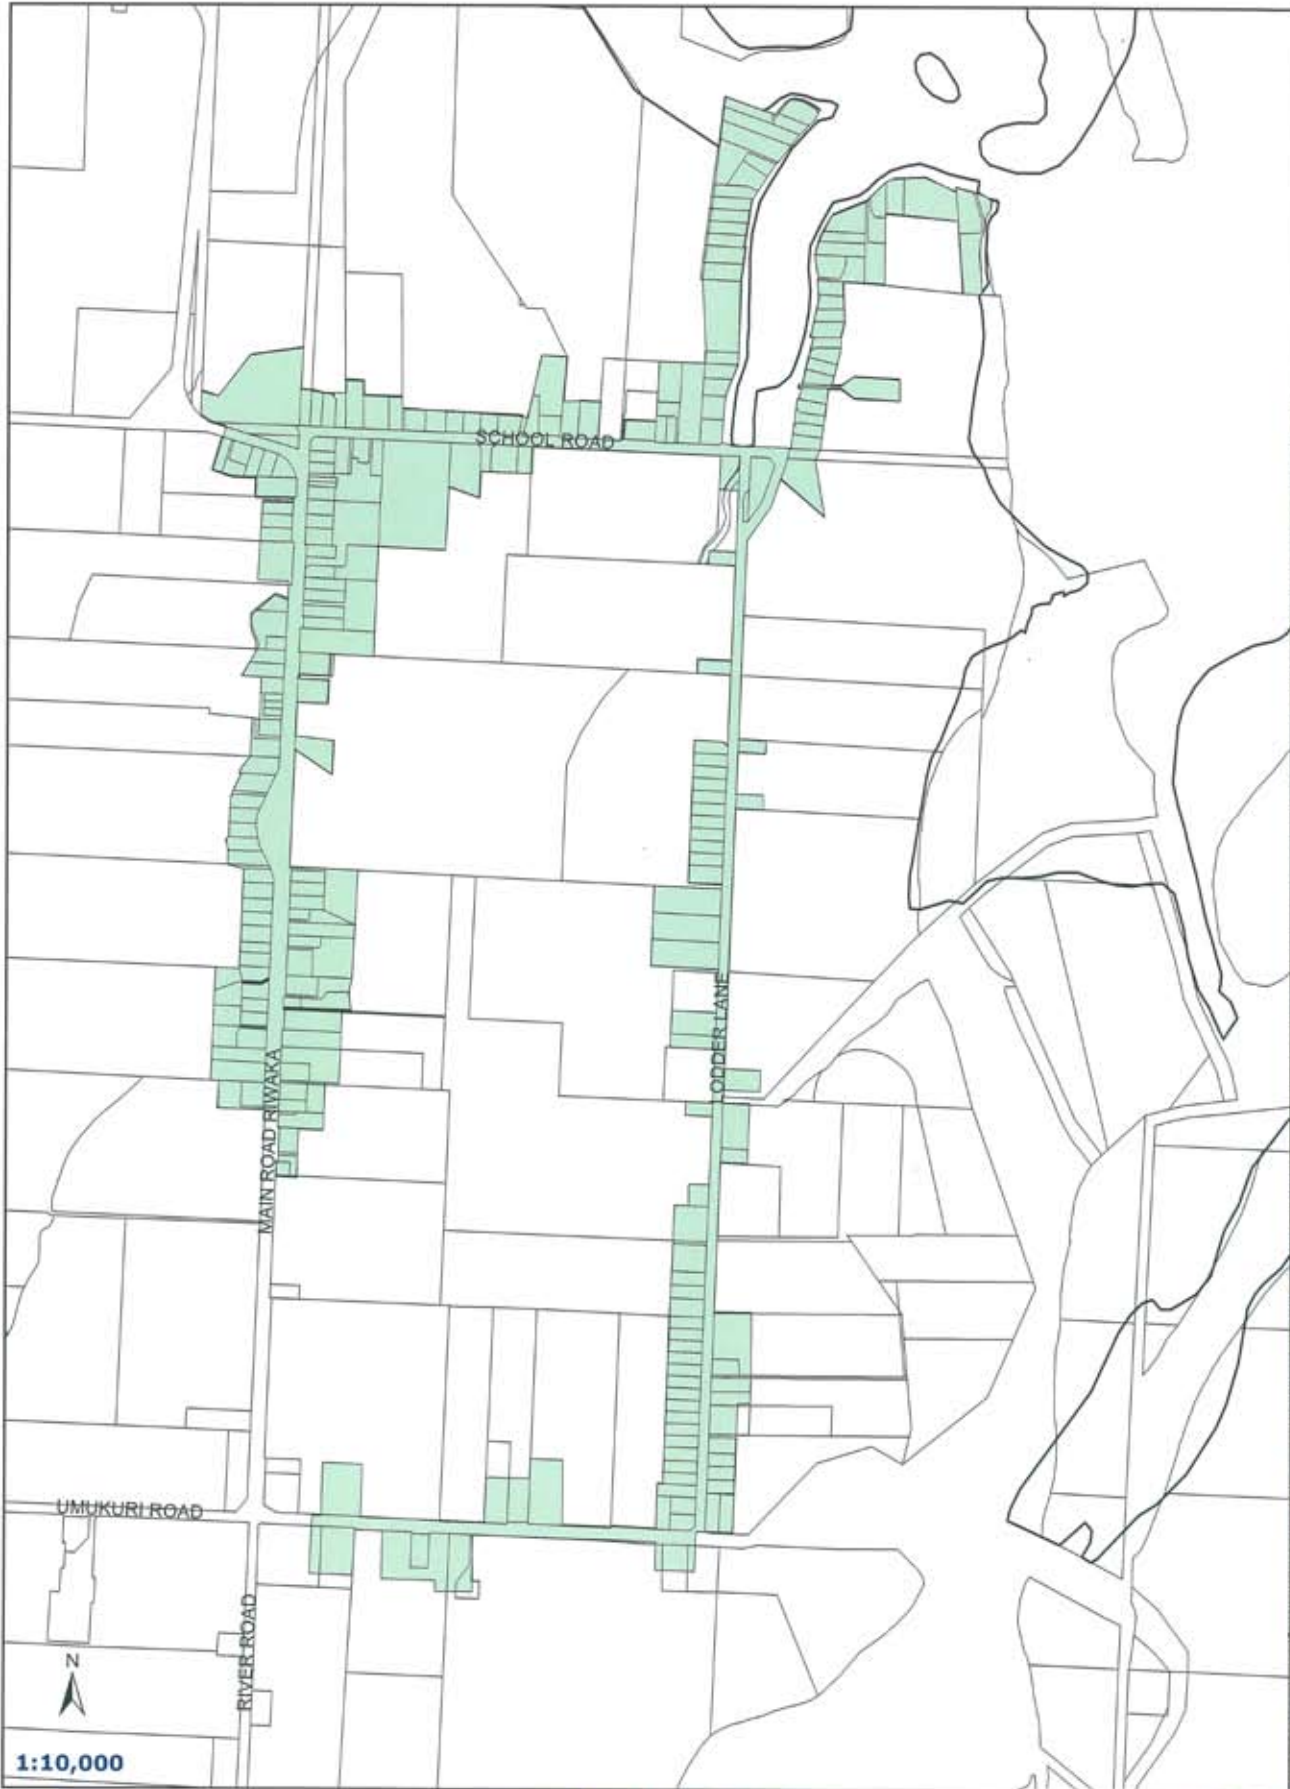 SCHOOL ROAD
LODDER LANE
MAIN ROAD RIWAKA
UMUKURI ROAD
RIVER ROAD
N
1:10,000